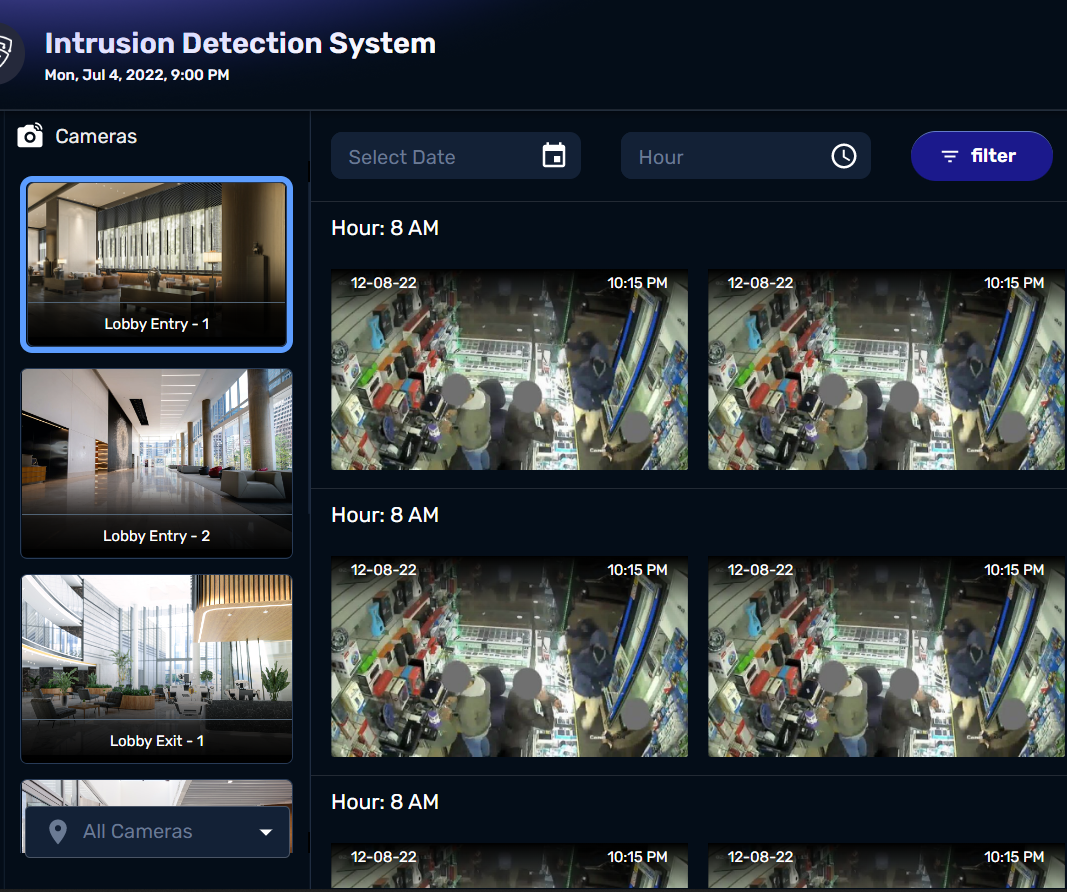 Intrusion Detection System
Mon, Jul 4, 2022, 9:00 PM
Cameras
Lobby Entry - 1
Lobby Entry - 2
Lobby Exit - 1
All Cameras
Select Date
Hour
filter
Hour: 8 AM
12-08-22 10:15 PM
12-08-22 10:15 PM
Hour: 8 AM
12-08-22 10:15 PM
12-08-22 10:15 PM
Hour: 8 AM
12-08-22 10:15 PM
12-08-22 10:15 PM